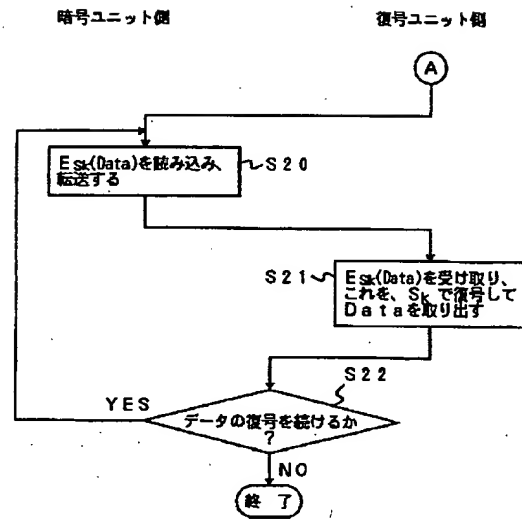 暗号ユニット側
復号ユニット側
A
ESk(Data)を読み込み、
転送する
S20
S21
ESk(Data)を受け取り、
これを、Skで復号して
Dataを取り出す
S22
YES
データの復号を続けるか
?
NO
終 了